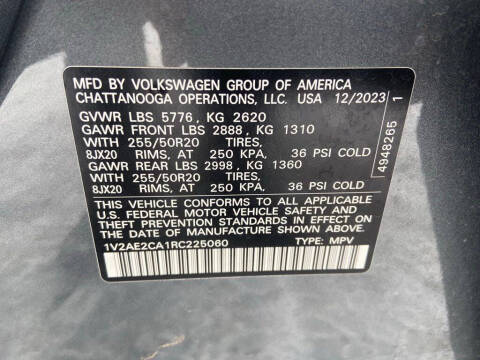 MFD BY VOLKSWAGEN GROUP OF AMERICA
CHATTANOOGA OPERATIONS, LLC. USA 12/2023
GVWR LBS 5776, KG 2620
GAWR FRONT LBS 2888, KG 1310
WITH 255/50R20 TIRES,
8JX20 RIMS, AT 250 KPA, 36 PSI COLD
GAWR REAR LBS 2998, KG 1360
WITH 255/50R20 TIRES,
8JX20 RIMS, AT 250 KPA, 36 PSI COLD
THIS VEHICLE CONFORMS TO ALL APPLICABLE
U.S. FEDERAL MOTOR VEHICLE SAFETY AND
THEFT PREVENTION STANDARDS IN EFFECT ON
THE DATE OF MANUFACTURE SHOWN ABOVE.
1V2AE2CA1RC225060 TYPE: MPV
4948265 1